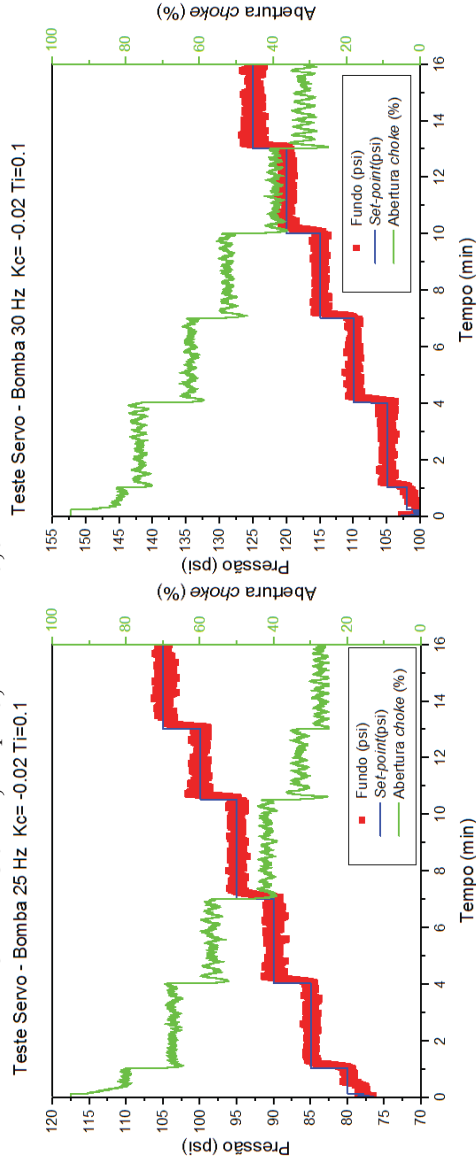 Teste Servo - Bomba 25 Hz Kc= -0.02 Ti=0.1
Pressão (psi)
120
115
110
105
100
95
90
85
80
75
70
Abertura choke (%)
100
80
60
40
20
0
0 2 4 6 8 10 12 14 16
Tempo (min)
Fundo (psi)
Set-point(psi)
Abertura choke (%)
Teste Servo - Bomba 30 Hz Kc= -0.02 Ti=0.1
Pressão (psi)
155
150
145
140
135
130
125
120
115
110
105
100
Abertura choke (%)
100
80
60
40
20
0
0 2 4 6 8 10 12 14 16
Tempo (min)
Fundo (psi)
Set-point(psi)
Abertura choke (%)